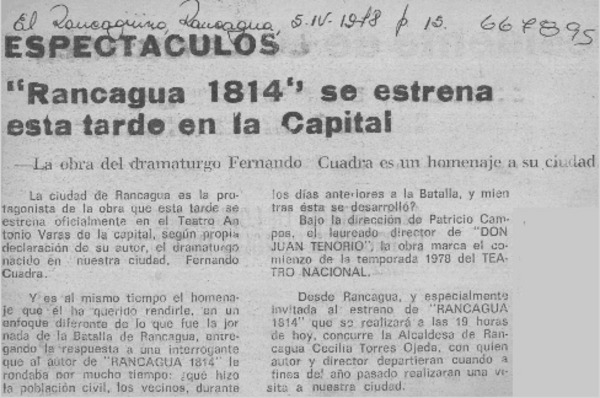 El Rancagüino, Rancagua, 5-IV-1978 p. 15. 667895
ESPECTACULOS
"Rancagua 1814" se estrena
esta tarde en la Capital
—La obra del dramaturgo Fernando Cuadra es un homenaje a su ciudad
La ciudad de Rancagua es la pro-
tagonista de la obra que esta tarde se
estrena oficialmente en el Teatro An
tonio Varas de la capital, según propia
declaración de su autor, el dramaturgo
nacido en nuestra ciudad, Fernando
Cuadra.
Y es al mismo tiempo el homena-
je que él ha querido rendirle, en un
enfoque diferente de lo que fue la jor
nada de la Batalla de Rancagua, entre-
gando la respuesta a una interrogante
que al autor de "RANCAGUA 1814" le
rondaba por mucho tiempo: ¿qué hizo
la población civil, los vecinos, durante
los días anteriores a la Batalla, y mien
tras ésta se desarrolló?
Bajo la dirección de Patricio Cam-
pos, el laureado director de "DON
JUAN TENORIO", la obra marca el co-
mienzo de la temporada 1978 del TEA-
TRO NACIONAL.
Desde Rancagua, y especialmente
invitada al estreno de "RANCAGUA
1814" que se realizará a las 19 horas
de hoy, concurre la Alcaldesa de Ran-
cagua Cecilia Torres Ojeda, con quien
autor y director departieran cuando a
fines del año pasado realizaran una vi-
sita a nuestra ciudad.